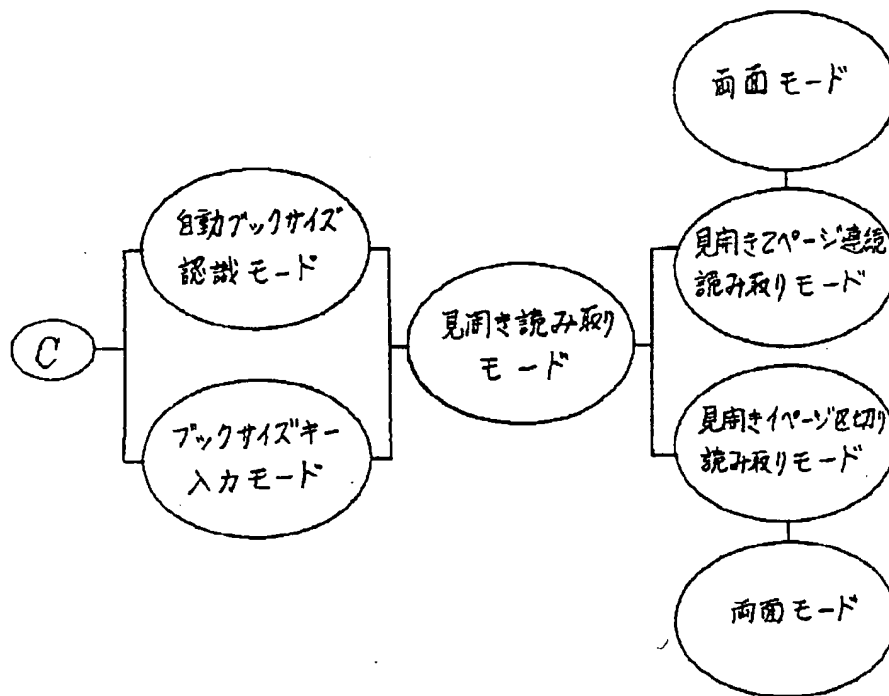 両面モード
自動ブックサイズ
認識モード
見開き2ページ連続
読み取りモード
C
見開き読み取り
モード
ブックサイズキー
入力モード
見開き1ページ区切り
読み取りモード
両面モード